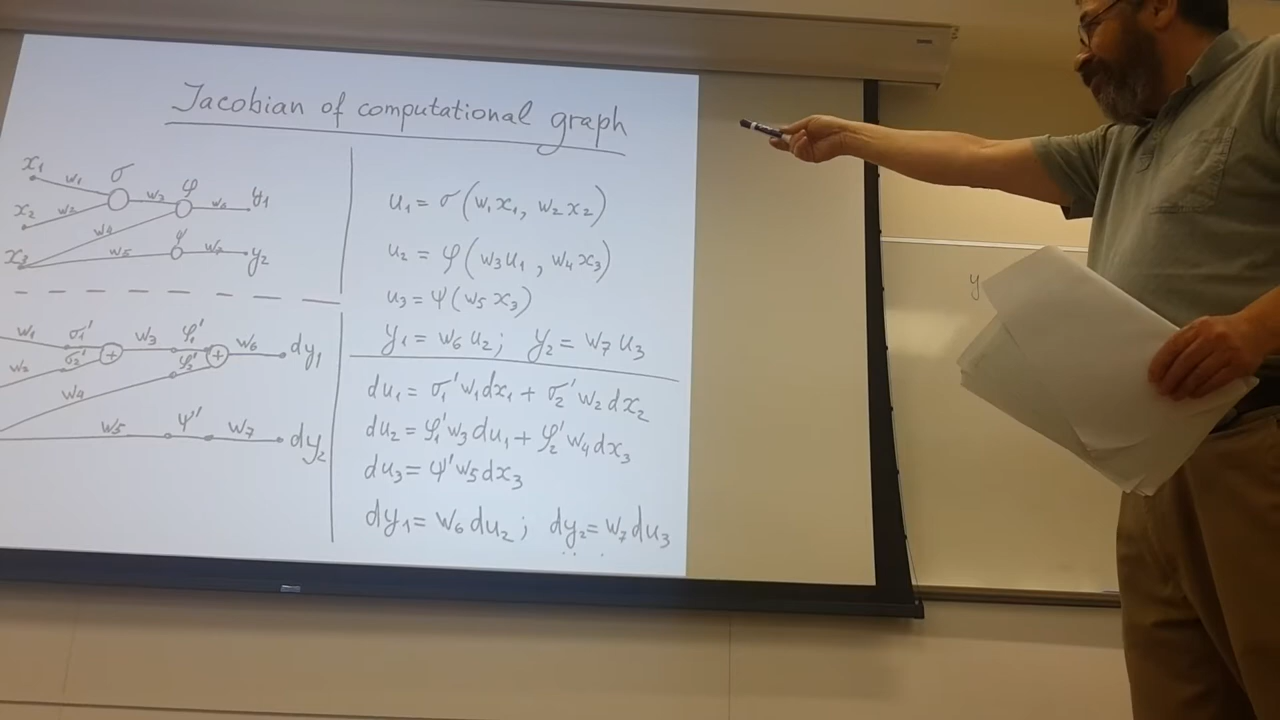 Jacobian of computational graph
x₁ w₁ σ
x₂ w₂ w₃ φ w₆ y₁
x₃ w₄
w₅ ψ w₇ y₂
w₁ σ₁' w₃ φ₁' w₆ dy₁
w₂ σ₂' + φ₂' +
w₄
w₅ ψ' w₇ dy₂
u₁ = σ(w₁x₁, w₂x₂)
u₂ = φ(w₃u₁, w₄x₃)
u₃ = ψ(w₅x₃)
y₁ = w₆u₂; y₂ = w₇u₃
du₁ = σ₁'w₁dx₁ + σ₂'w₂dx₂
du₂ = φ₁'w₃du₁ + φ₂'w₄dx₃
du₃ = ψ'w₅dx₃
dy₁ = w₆du₂; dy₂ = w₇du₃
y